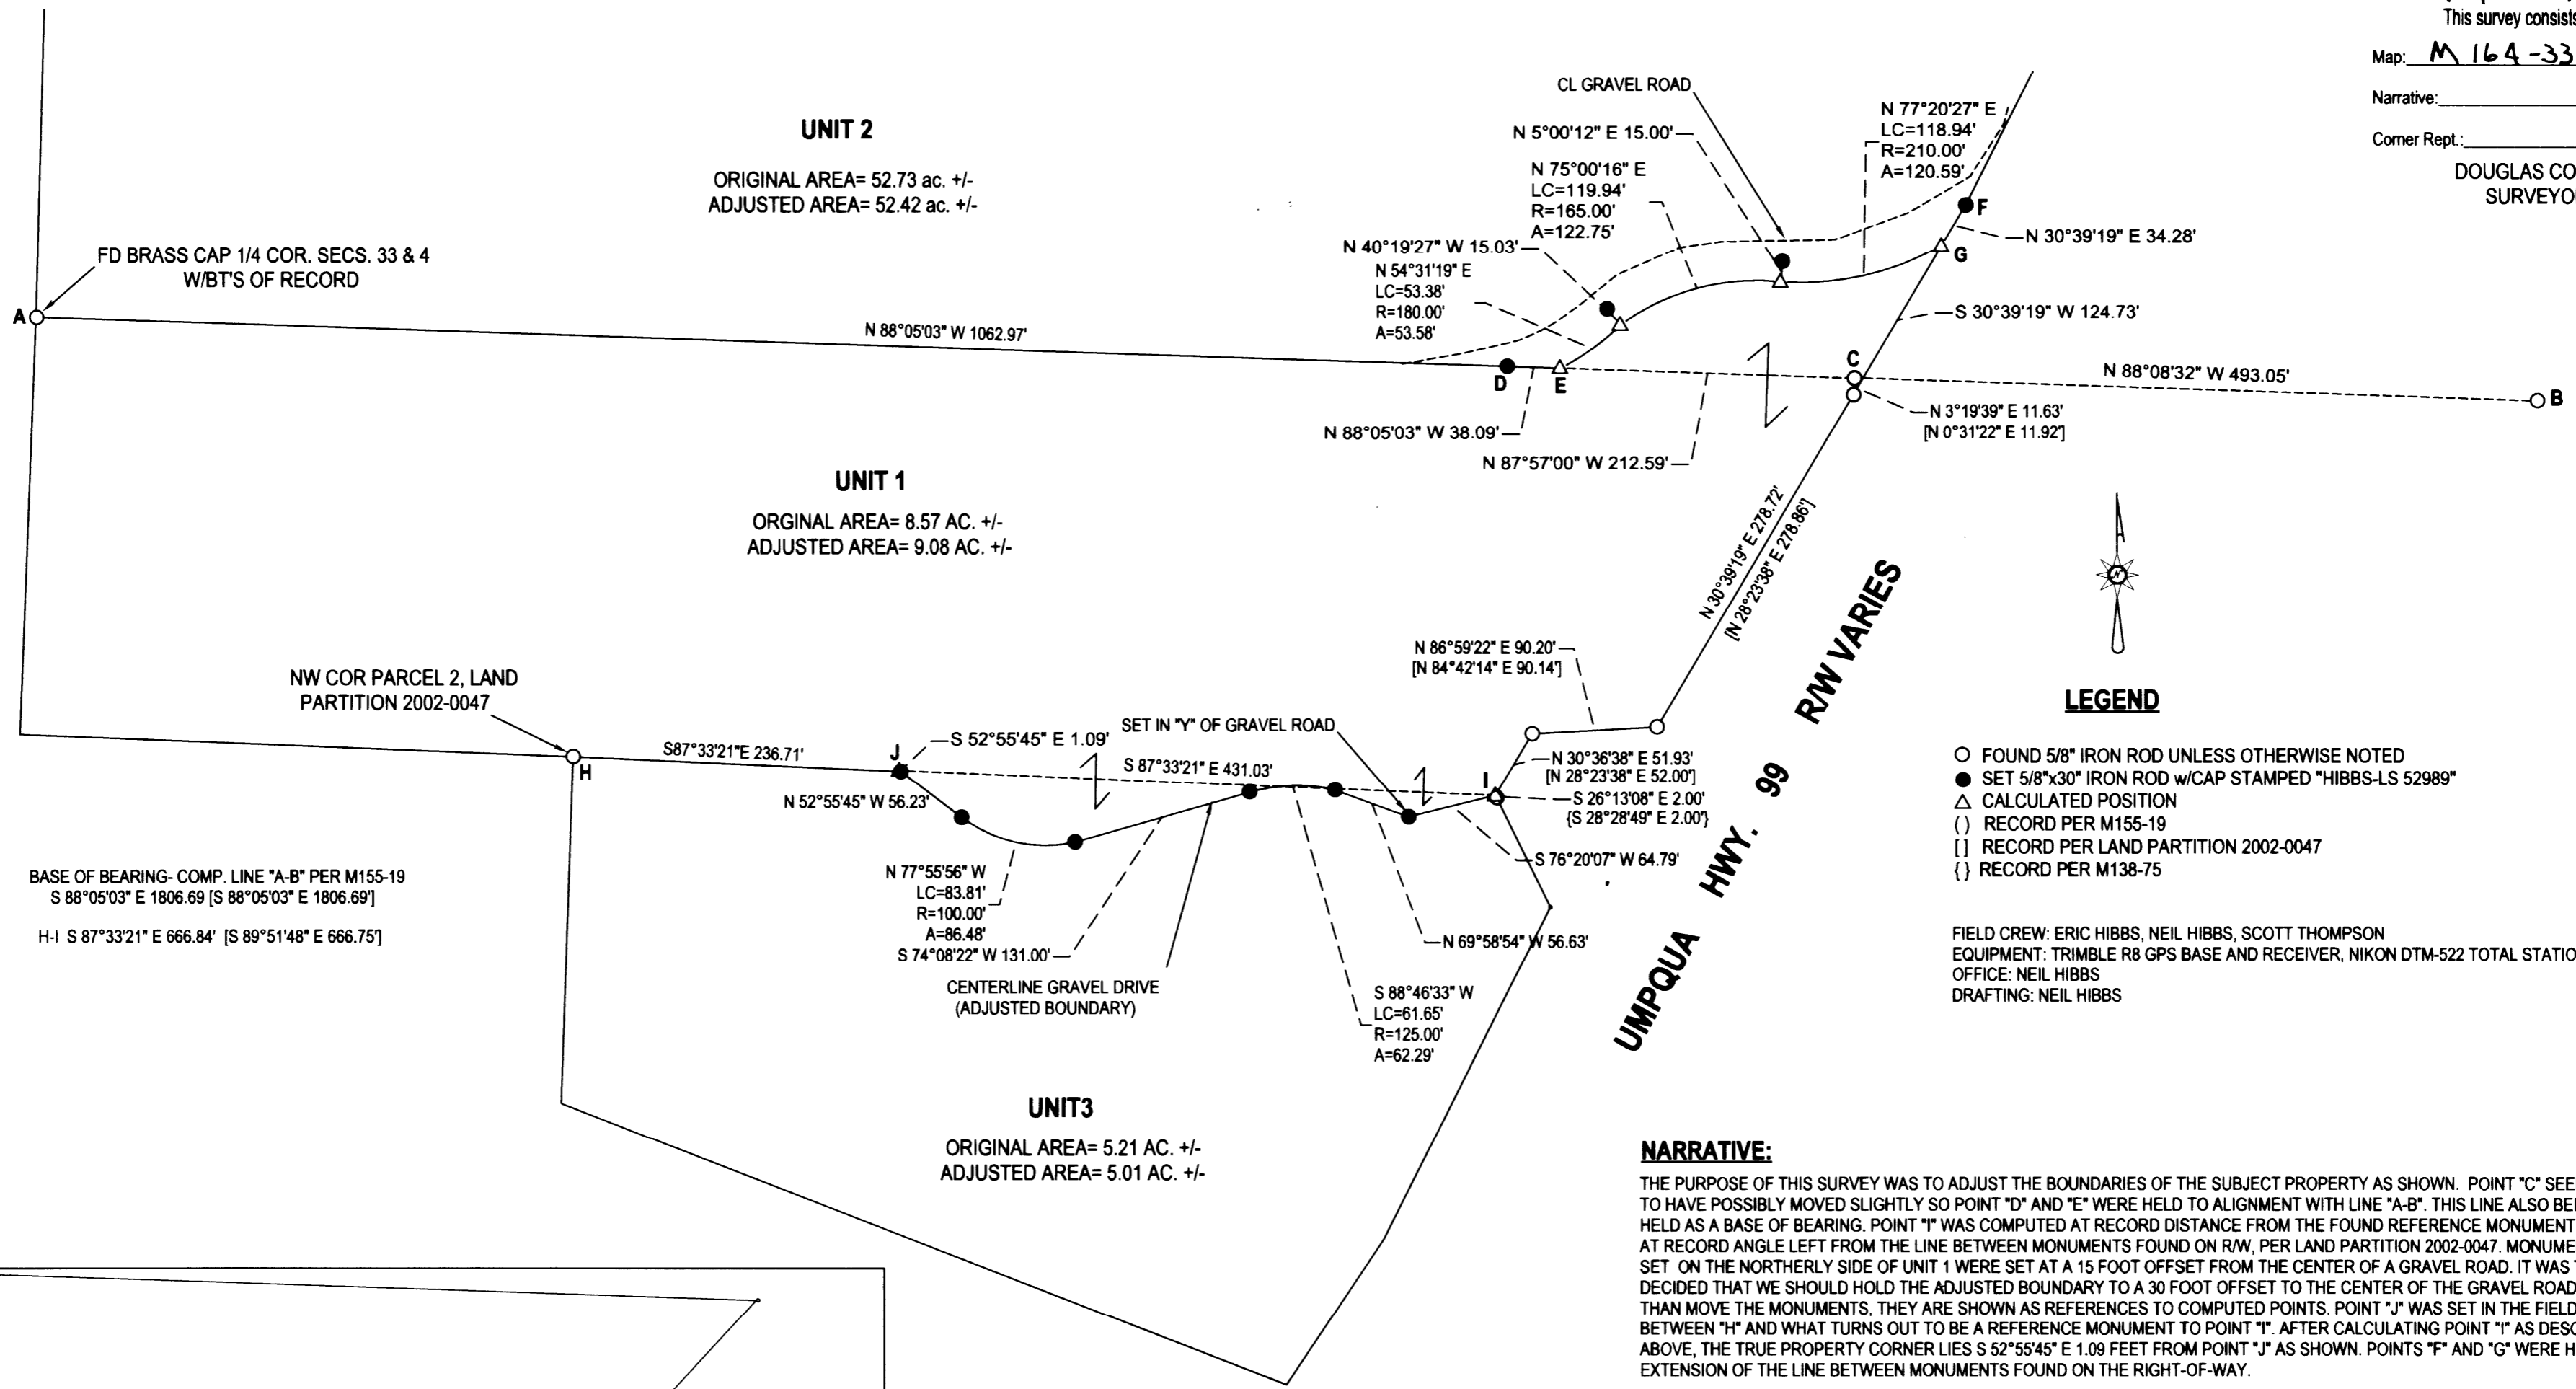 This survey consists
Map: M 164-33
Narrative:
Corner Rept.:
DOUGLAS CO
SURVEYO
CL GRAVEL ROAD
N 77°20'27" E
LC=118.94'
R=210.00'
A=120.59'
N 5°00'12" E 15.00'
N 75°00'16" E
LC=119.94'
R=165.00'
A=122.75'
N 40°19'27" W 15.03'
N 54°31'19" E
LC=53.38'
R=180.00'
A=53.58'
UNIT 2
ORIGINAL AREA= 52.73 ac. +/-
ADJUSTED AREA= 52.42 ac. +/-
FD BRASS CAP 1/4 COR. SECS. 33 & 4
W/BT'S OF RECORD
A
N 88°05'03" W 1062.97'
F
N 30°39'19" E 34.28'
G
S 30°39'19" W 124.73'
C
D
E
N 88°08'32" W 493.05'
B
N 3°19'39" E 11.63'
[N 0°31'22" E 11.92']
N 88°05'03" W 38.09'
N 87°57'00" W 212.59'
UNIT 1
ORGINAL AREA= 8.57 AC. +/-
ADJUSTED AREA= 9.08 AC. +/-
N 30°39'19" E 278.72'
[N 28°23'38" E 278.86']
UMPQUA HWY. 99 R/W VARIES
N
NW COR PARCEL 2, LAND
PARTITION 2002-0047
H
S87°33'21"E 236.71'
J
S 52°55'45" E 1.09'
SET IN "Y" OF GRAVEL ROAD
S 87°33'21" E 431.03'
N 86°59'22" E 90.20'
[N 84°42'14" E 90.14']
I
N 30°36'38" E 51.93'
[N 28°23'38" E 52.00']
S 26°13'08" E 2.00'
{S 28°28'49" E 2.00'}
S 76°20'07" W 64.79'
N 52°55'45" W 56.23'
N 77°55'56" W
LC=83.81'
R=100.00'
A=86.48'
S 74°08'22" W 131.00'
CENTERLINE GRAVEL DRIVE
(ADJUSTED BOUNDARY)
N 69°58'54" W 56.63'
S 88°46'33" W
LC=61.65'
R=125.00'
A=62.29'
BASE OF BEARING- COMP. LINE "A-B" PER M155-19
S 88°05'03" E 1806.69 [S 88°05'03" E 1806.69']
H-I S 87°33'21" E 666.84' [S 89°51'48" E 666.75']
UNIT3
ORIGINAL AREA= 5.21 AC. +/-
ADJUSTED AREA= 5.01 AC. +/-
LEGEND
FOUND 5/8" IRON ROD UNLESS OTHERWISE NOTED
SET 5/8"x30" IRON ROD w/CAP STAMPED "HIBBS-LS 52989"
CALCULATED POSITION
( ) RECORD PER M155-19
[ ] RECORD PER LAND PARTITION 2002-0047
{ } RECORD PER M138-75
FIELD CREW: ERIC HIBBS, NEIL HIBBS, SCOTT THOMPSON
EQUIPMENT: TRIMBLE R8 GPS BASE AND RECEIVER, NIKON DTM-522 TOTAL STATIO
OFFICE: NEIL HIBBS
DRAFTING: NEIL HIBBS
NARRATIVE:
THE PURPOSE OF THIS SURVEY WAS TO ADJUST THE BOUNDARIES OF THE SUBJECT PROPERTY AS SHOWN. POINT "C" SEE
TO HAVE POSSIBLY MOVED SLIGHTLY SO POINT "D" AND "E" WERE HELD TO ALIGNMENT WITH LINE "A-B". THIS LINE ALSO BEI
HELD AS A BASE OF BEARING. POINT "I" WAS COMPUTED AT RECORD DISTANCE FROM THE FOUND REFERENCE MONUMENT
AT RECORD ANGLE LEFT FROM THE LINE BETWEEN MONUMENTS FOUND ON R/W, PER LAND PARTITION 2002-0047. MONUME
SET ON THE NORTHERLY SIDE OF UNIT 1 WERE SET AT A 15 FOOT OFFSET FROM THE CENTER OF A GRAVEL ROAD. IT WAS
DECIDED THAT WE SHOULD HOLD THE ADJUSTED BOUNDARY TO A 30 FOOT OFFSET TO THE CENTER OF THE GRAVEL ROAD
THAN MOVE THE MONUMENTS, THEY ARE SHOWN AS REFERENCES TO COMPUTED POINTS. POINT "J" WAS SET IN THE FIELD
BETWEEN "H" AND WHAT TURNS OUT TO BE A REFERENCE MONUMENT TO POINT "I". AFTER CALCULATING POINT "I" AS DESC
ABOVE, THE TRUE PROPERTY CORNER LIES S 52°55'45" E 1.09 FEET FROM POINT "J" AS SHOWN. POINTS "F" AND "G" WERE H
EXTENSION OF THE LINE BETWEEN MONUMENTS FOUND ON THE RIGHT-OF-WAY.